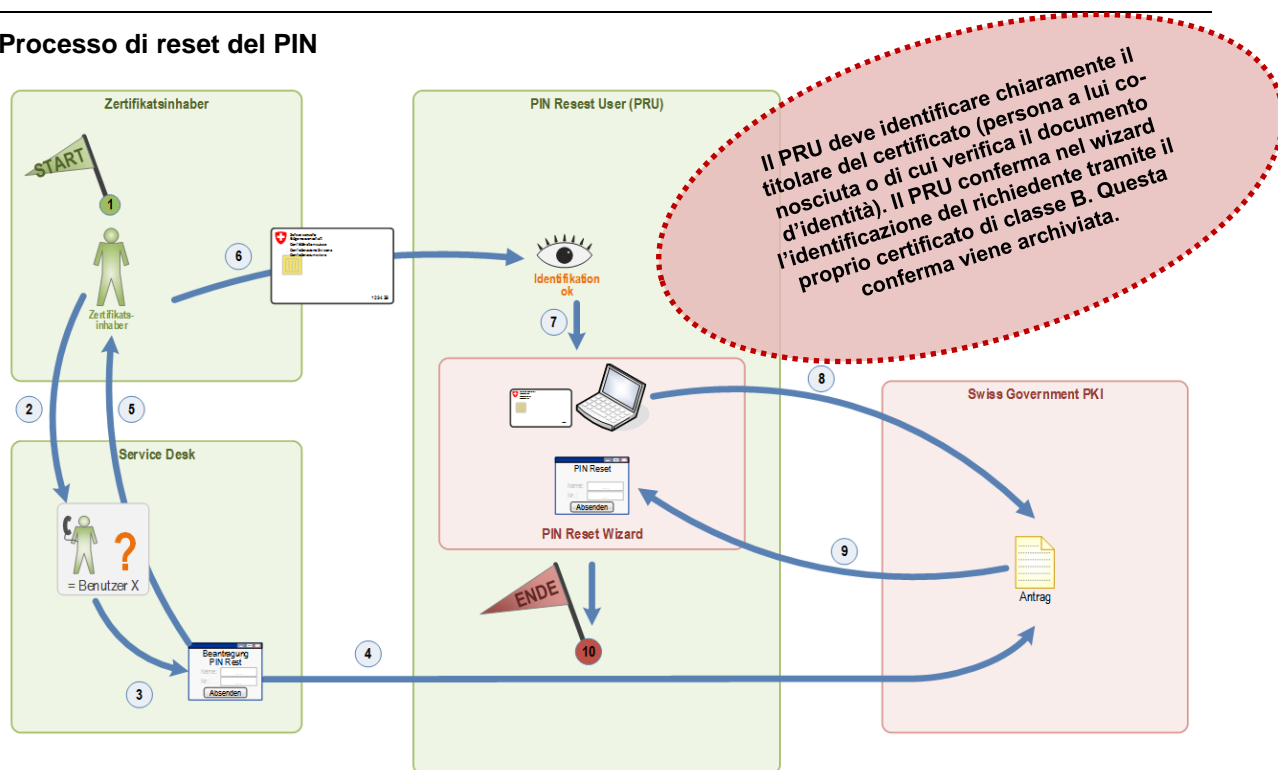 Processo di reset del PIN
Il PRU deve identificare chiaramente il
titolare del certificato (persona a lui co-
nosciuta o di cui verifica il documento
d'identità). Il PRU conferma nel wizard
l'identificazione del richiedente tramite il
proprio certificato di classe B. Questa
conferma viene archiviata.
Zertifikatsinhaber
START
1
Zertifikats-
inhaber
6
2
5
Service Desk
= Benutzer X
3
Beantragung
PIN Rest
Name:
Nr.:
Absenden
4
PIN Resest User (PRU)
Identifikation
ok
7
PIN Reset
Name:
Nr.:
Absenden
PIN Reset Wizard
ENDE
10
8
9
Swiss Government PKI
Antrag